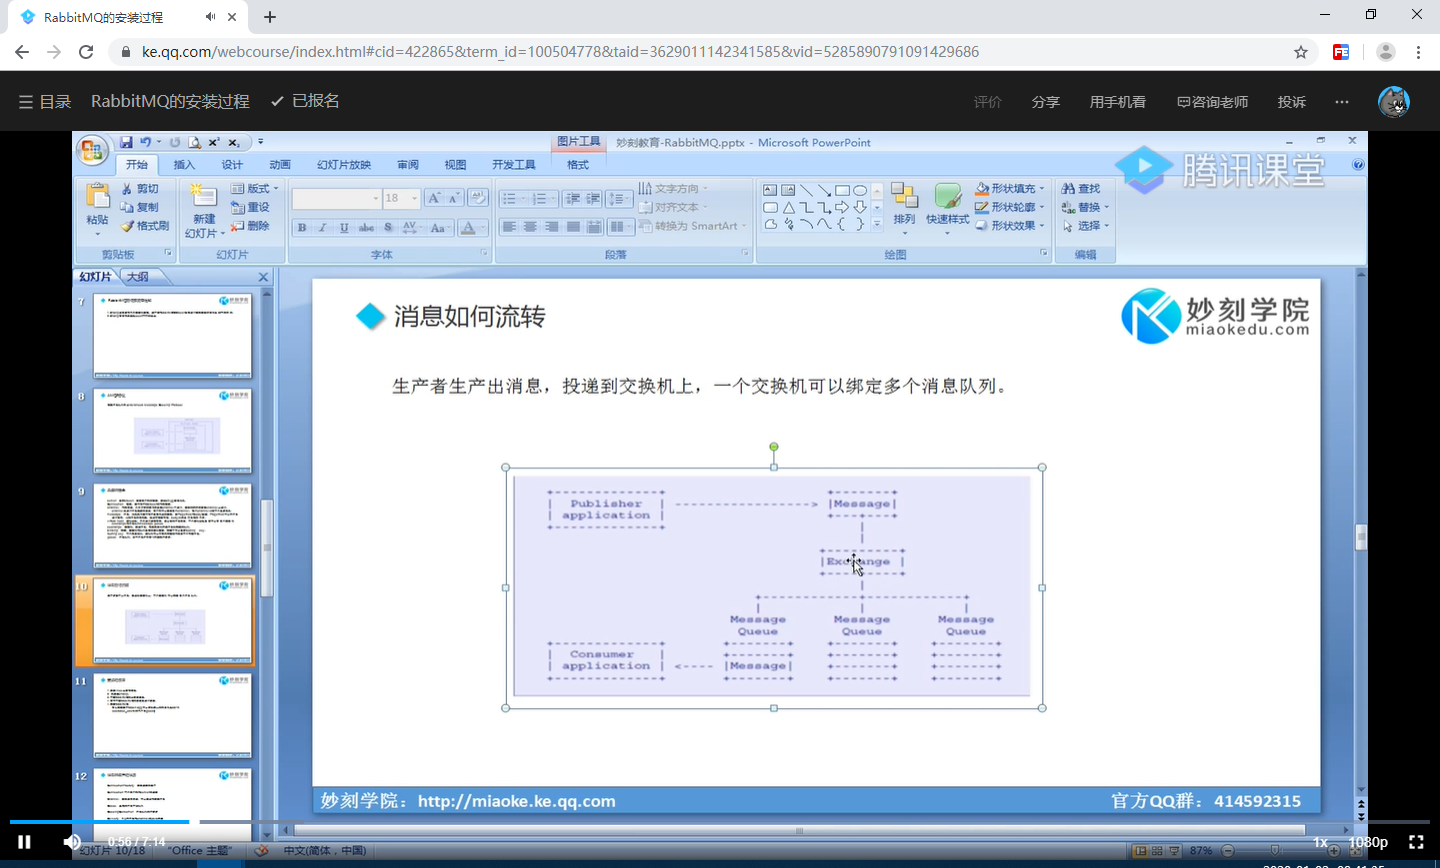 RabbitMQ的安装过程
ke.qq.com/webcourse/index.html#cid=422865&term_id=100504778&taid=3629011142341585&vid=5285890791091429686
目录 RabbitMQ的安装过程 已报名 评价 分享 用手机看 咨询老师 投诉
图片工具 妙刻教育-RabbitMQ.pptx - Microsoft PowerPoint
开始 插入 设计 动画 幻灯片放映 审阅 视图 开发工具 格式
腾讯课堂
粘贴 剪切 复制 格式刷
剪贴板
新建 幻灯片 版式 重设 删除
幻灯片
18
字体
文字方向 对齐文本 转换为 SmartArt
段落
排列 快速样式 形状填充 形状轮廓 形状效果
绘图
查找 替换 选择
编辑
幻灯片 大纲
7
8
9
10
11
12
消息如何流转
妙刻学院
miaokedu.com
生产者生产出消息，投递到交换机上，一个交换机可以绑定多个消息队列。
Publisher application
Message
Exchange
Message Queue
Message Queue
Message Queue
Consumer application
Message
妙刻学院：http://miaoke.ke.qq.com 官方QQ群：414592315
0:56 / 7:14 1x 1080p
幻灯片 10/18 "Office 主题" 中文(简体，中国) 87%